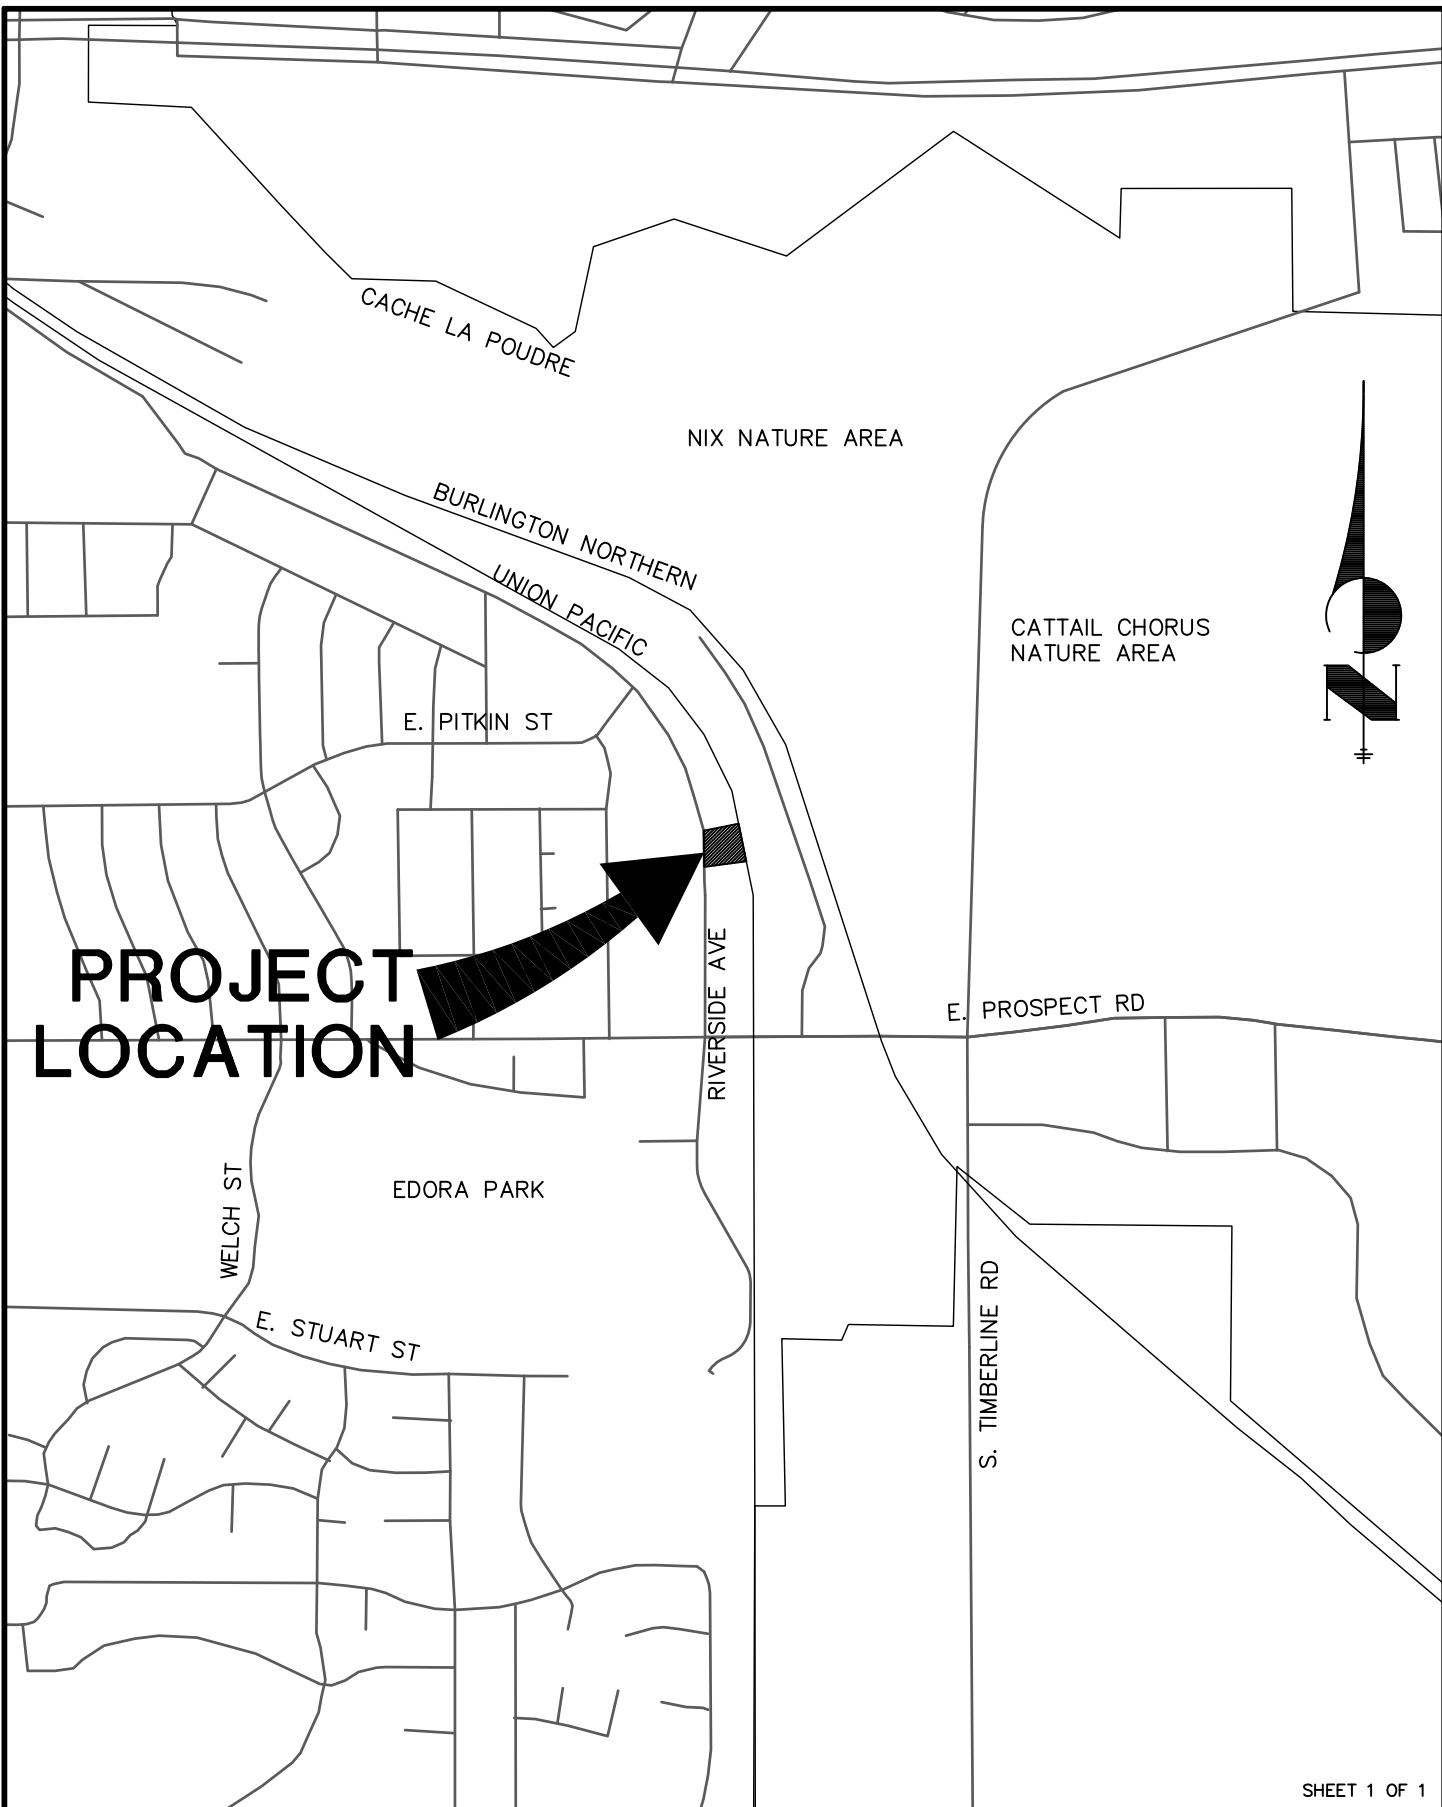 CACHE LA POUDRE
NIX NATURE AREA
BURLINGTON NORTHERN
UNION PACIFIC
CATTAIL CHORUS
NATURE AREA
N
E. PITKIN ST
PROJECT
LOCATION
RIVERSIDE AVE
E. PROSPECT RD
WELCH ST
EDORA PARK
E. STUART ST
S. TIMBERLINE RD
SHEET 1 OF 1